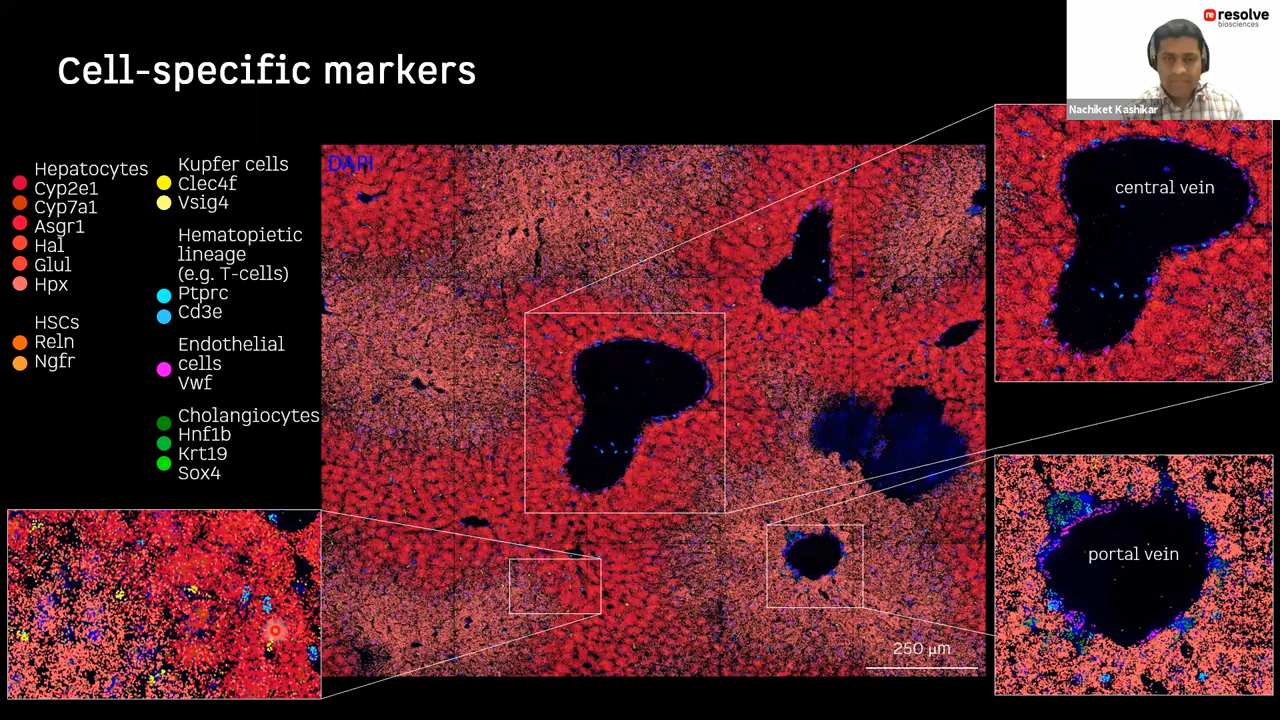 Cell-specific markers
re resolve
biosciences
Nachiket Kashikar
Hepatocytes
Cyp2e1
Cyp7a1
Asgr1
Hal
Glul
Hpx
HSCs
Reln
Ngfr
Kupfer cells
Clec4f
Vsig4
Hematopietic
lineage
(e.g. T-cells)
Ptprc
Cd3e
Endothelial
cells
Vwf
Cholangiocytes
Hnf1b
Krt19
Sox4
DAPI
central vein
portal vein
250 µm